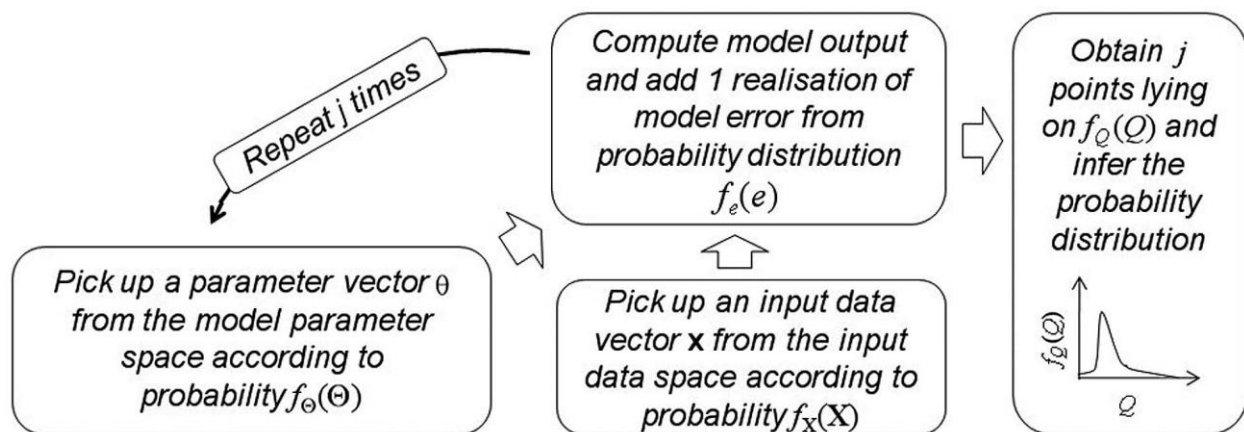 Repeat j times
Compute model output
and add 1 realisation of
model error from
probability distribution
fₑ(e)
Obtain j
points lying
on f_Q(Q) and
infer the
probability
distribution
f_Q(Q)
Q
Pick up a parameter vector θ
from the model parameter
space according to
probability f_Θ(Θ)
Pick up an input data
vector x from the input
data space according to
probability f_X(X)